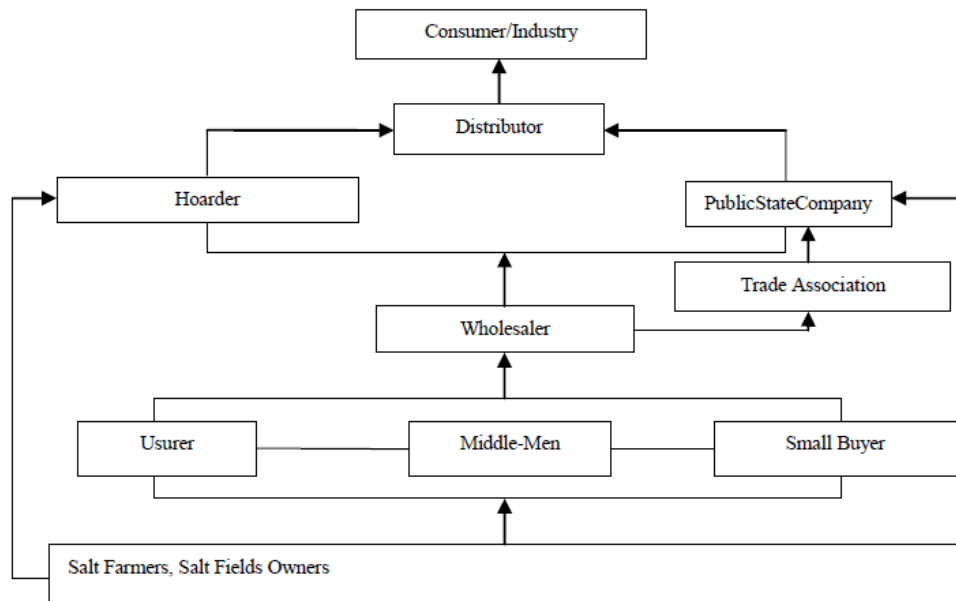 Consumer/Industry
Distributor
Hoarder
PublicStateCompany
Trade Association
Wholesaler
Usurer
Middle-Men
Small Buyer
Salt Farmers, Salt Fields Owners